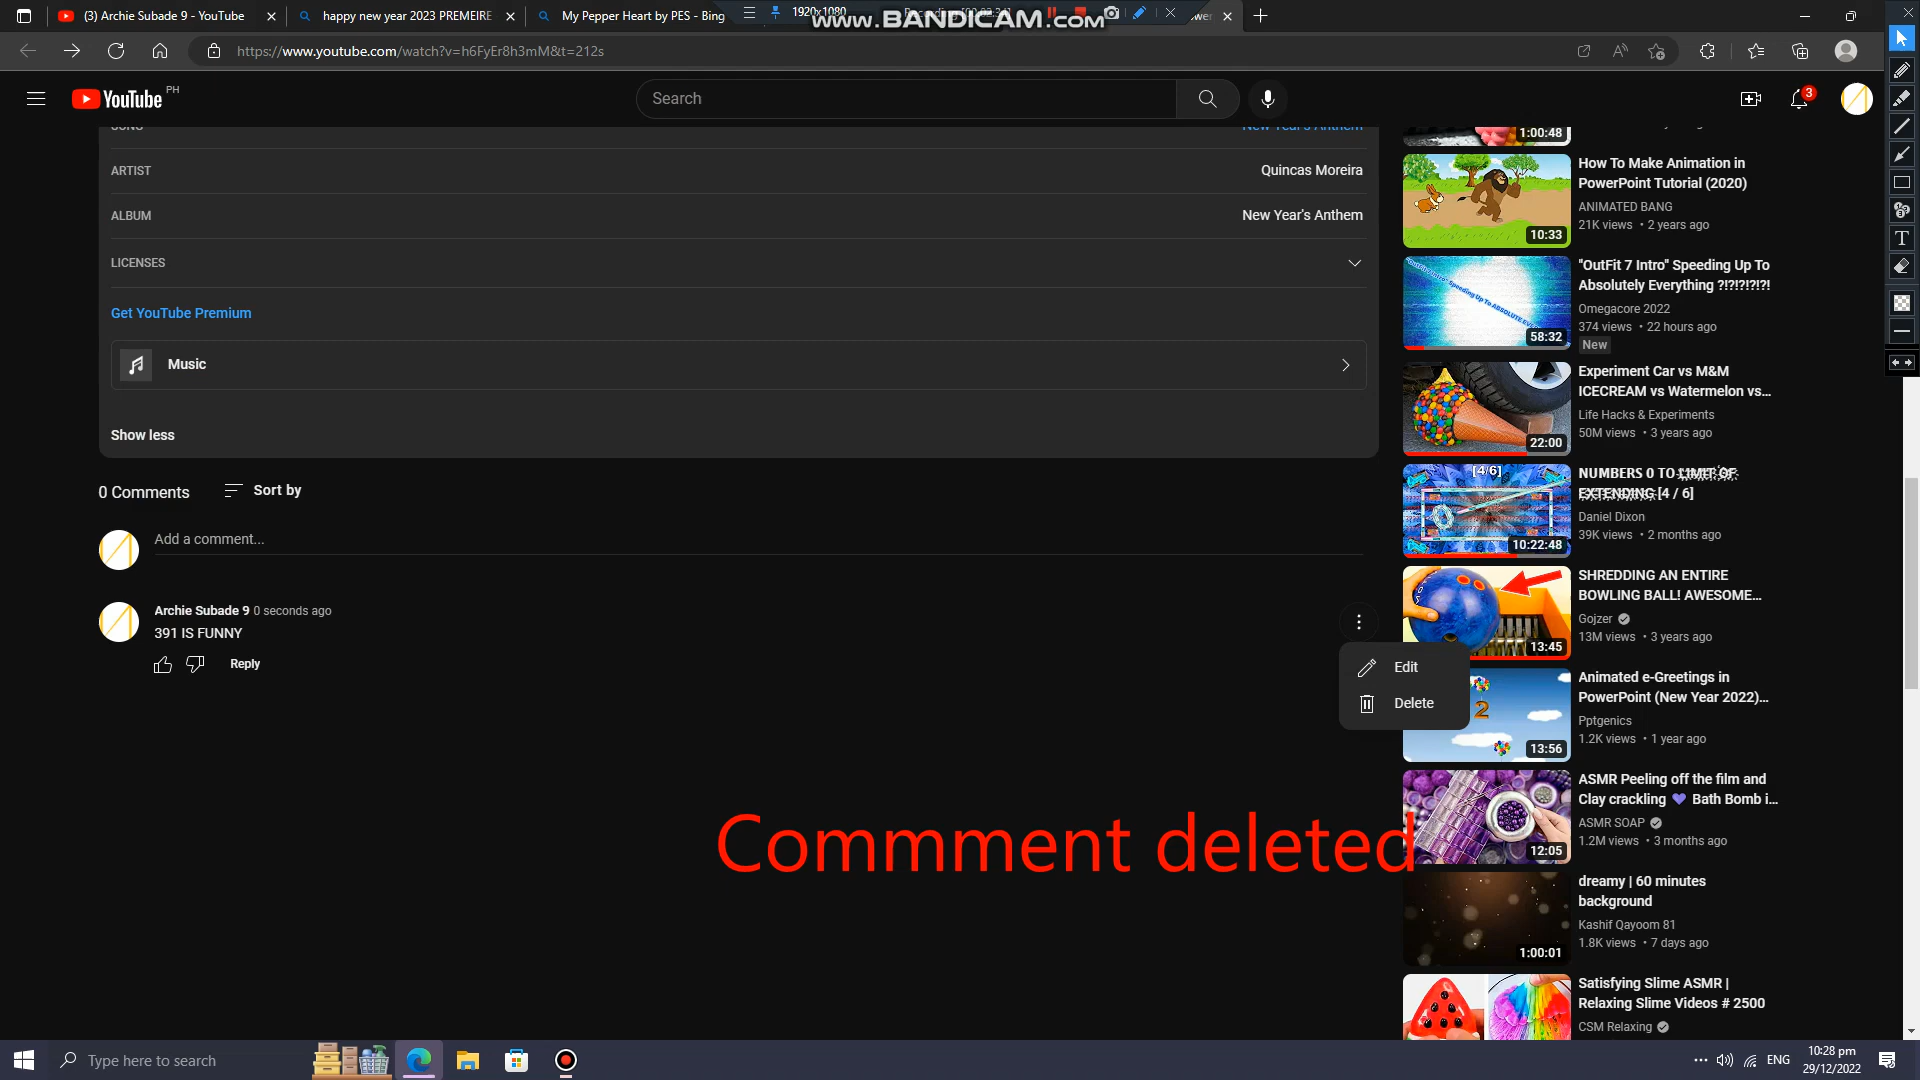 (3) Archie Subade 9 - YouTube
happy new year 2023 PREMEIRE
My Pepper Heart by PES - Bing
1920x1080
www.BANDICAM.com
https://www.youtube.com/watch?v=h6FyEr8h3mM&t=212s
YouTube PH
Search
3
SONG
New Year's Anthem
ARTIST
Quincas Moreira
ALBUM
New Year's Anthem
LICENSES
Get YouTube Premium
Music
Show less
0 Comments
Sort by
Add a comment...
Archie Subade 9 0 seconds ago
391 IS FUNNY
Reply
Edit
Delete
Commment deleted
1:00:48
How To Make Animation in
PowerPoint Tutorial (2020)
ANIMATED BANG
21K views • 2 years ago
10:33
"OutFit 7 Intro" Speeding Up To
Absolutely Everything ?!?!?!?!?!
Omegacore 2022
374 views • 22 hours ago
New
58:32
Experiment Car vs M&M
ICECREAM vs Watermelon vs...
Life Hacks & Experiments
50M views • 3 years ago
22:00
NUMBERS 0 TO LIMIT OF
EXTENDING [4 / 6]
Daniel Dixon
39K views • 2 months ago
[4/6]
10:22:48
SHREDDING AN ENTIRE
BOWLING BALL! AWESOME...
Gojzer
13M views • 3 years ago
13:45
Animated e-Greetings in
PowerPoint (New Year 2022)...
Pptgenics
1.2K views • 1 year ago
2
13:56
ASMR Peeling off the film and
Clay crackling 💜 Bath Bomb i...
ASMR SOAP
1.2M views • 3 months ago
12:05
dreamy | 60 minutes
background
Kashif Qayoom 81
1.8K views • 7 days ago
1:00:01
Satisfying Slime ASMR |
Relaxing Slime Videos # 2500
CSM Relaxing
Type here to search
ENG
10:28 pm
29/12/2022